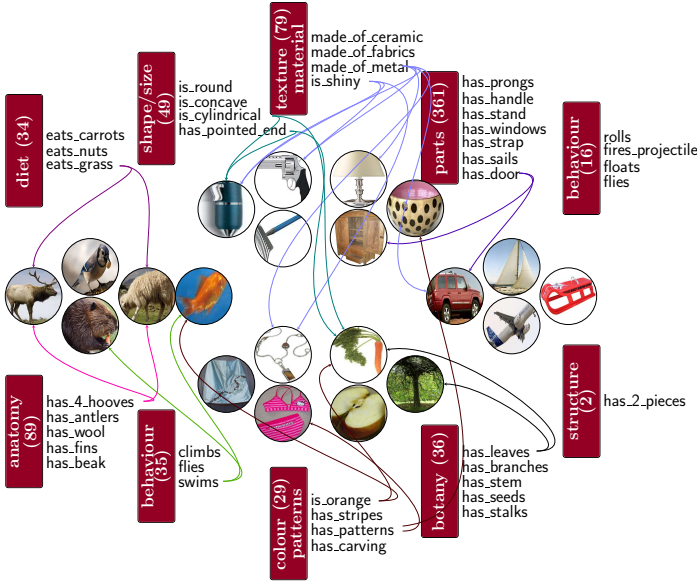 texture (79)
material
made_of_ceramic
made_of_fabrics
made_of_metal
is_shiny
shape/size
(49)
is_round
is_concave
is_cylindrical
has_pointed_end
parts (361)
has_prongs
has_handle
has_stand
has_windows
has_strap
has_sails
has_door
diet (34)
eats_carrots
eats_nuts
eats_grass
behaviour
(16)
rolls
fires_projectile
floats
flies
anatomy
(89)
has_4_hooves
has_antlers
has_wool
has_fins
has_beak
behaviour
(35)
climbs
flies
swims
colour (29)
patterns
is_orange
has_stripes
has_patterns
has_carving
botany (36)
has_leaves
has_branches
has_stem
has_seeds
has_stalks
structure
(2)
has_2_pieces